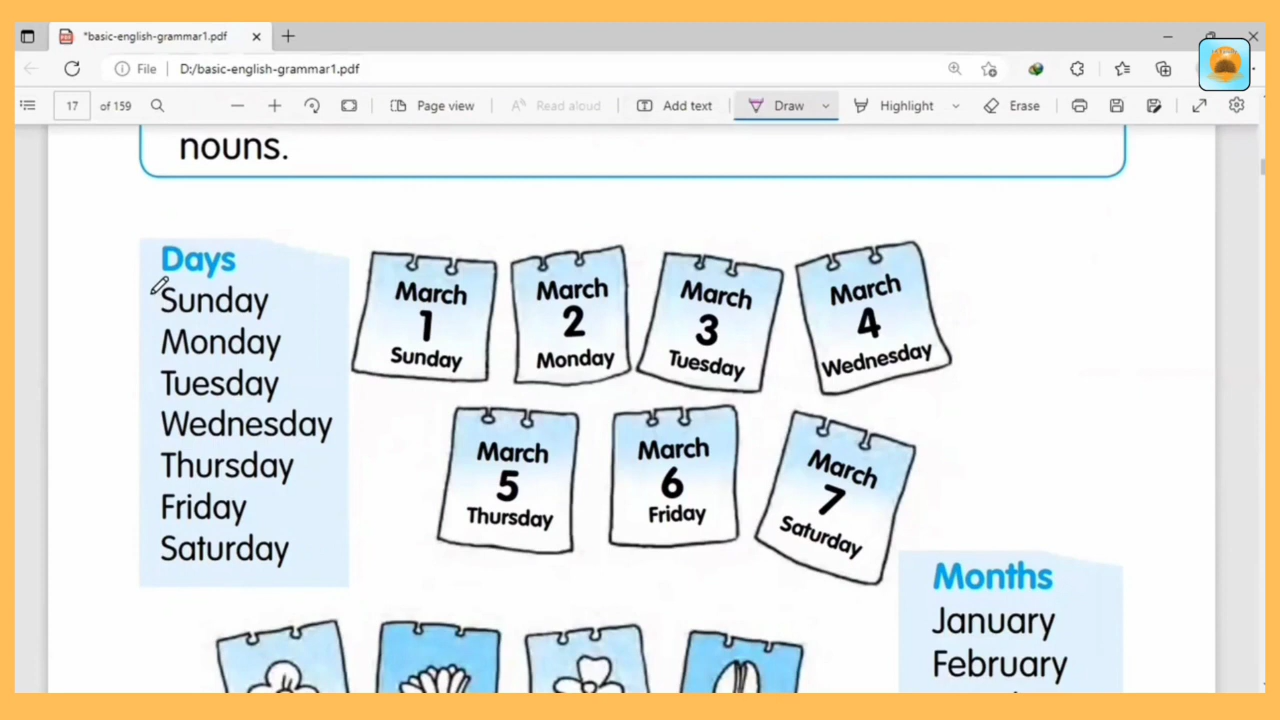 *basic-english-grammar1.pdf
File D:/basic-english-grammar1.pdf
17 of 159 Page view Read aloud Add text Draw Highlight Erase
nouns.
Days
Sunday
Monday
Tuesday
Wednesday
Thursday
Friday
Saturday
March
1
Sunday
March
2
Monday
March
3
Tuesday
March
4
Wednesday
March
5
Thursday
March
6
Friday
March
7
Saturday
Months
January
February